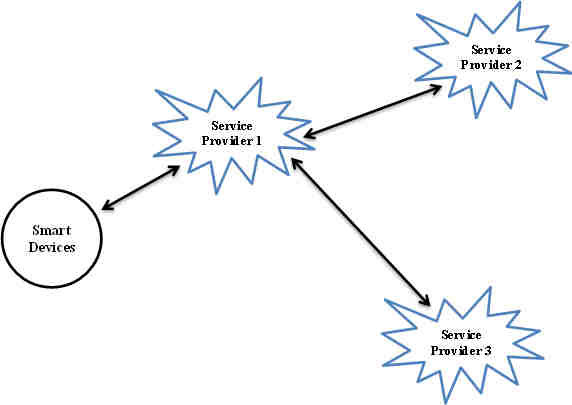 Service
Provider 2
Service
Provider 1
Smart
Devices
Service
Provider 3